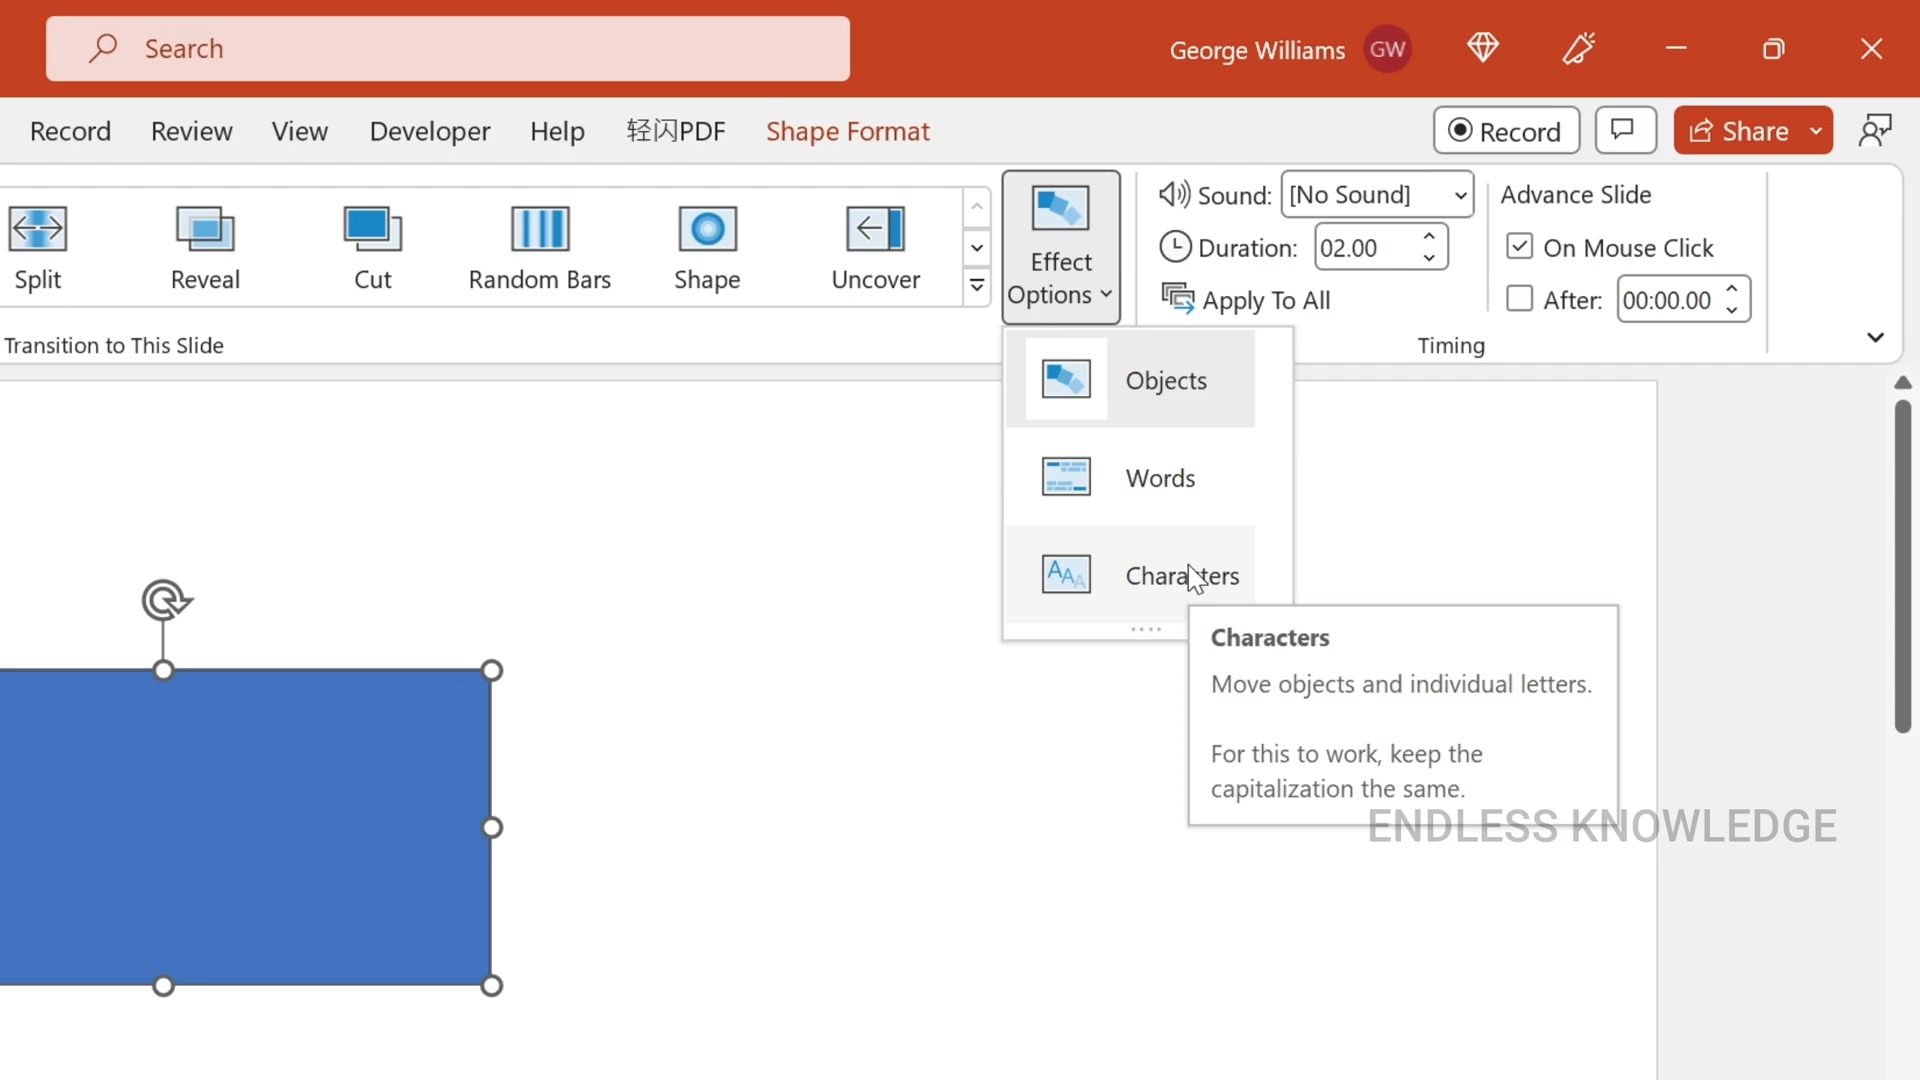 Search
George Williams
GW
Record
Review
View
Developer
Help
轻闪PDF
Shape Format
Record
Share
Split
Reveal
Cut
Random Bars
Shape
Uncover
Effect
Options
Sound:
[No Sound]
Duration:
02.00
Apply To All
Advance Slide
On Mouse Click
After:
00:00.00
Transition to This Slide
Timing
Objects
Words
Characters
Characters
Move objects and individual letters.
For this to work, keep the
capitalization the same.
ENDLESS KNOWLEDGE